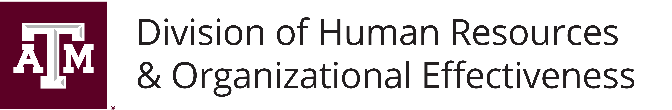 ATM Division of Human Resources
& Organizational Effectiveness